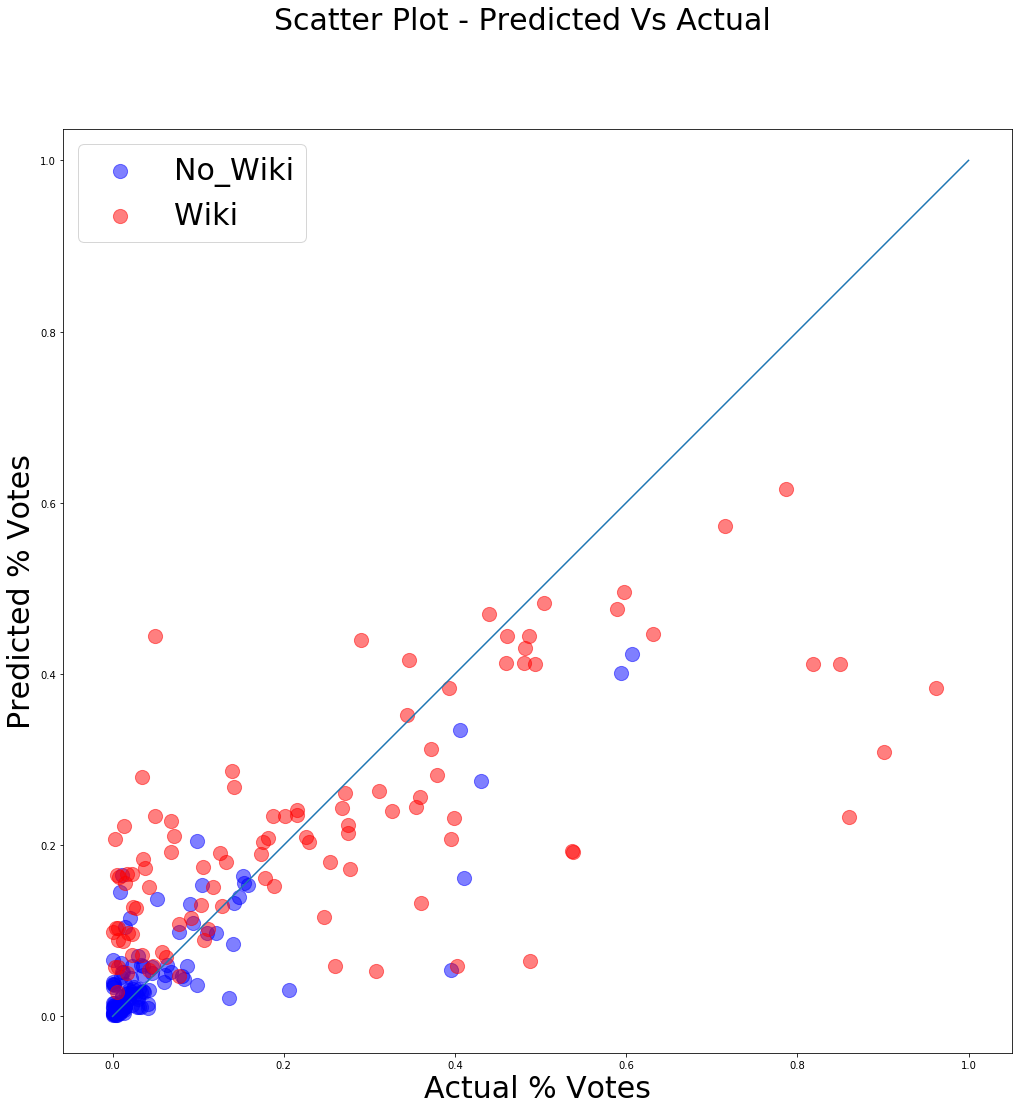 Scatter Plot - Predicted Vs Actual
No_Wiki
Wiki
1.0
0.8
0.6
0.4
0.2
0.0
Predicted % Votes
0.0 0.2 0.4 0.6 0.8 1.0
Actual % Votes